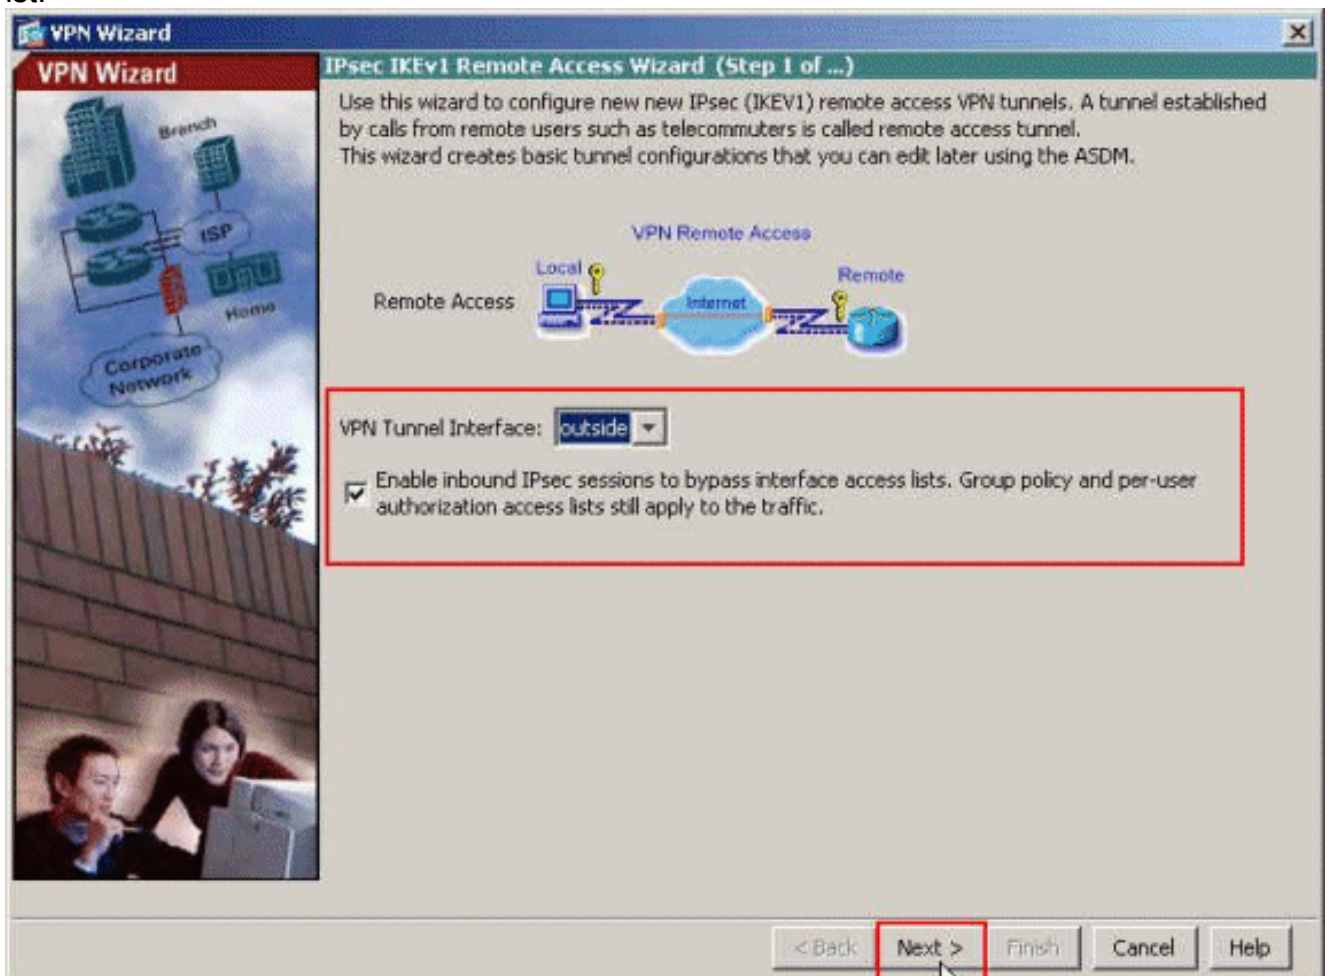 VPN Wizard
VPN Wizard
IPsec IKEv1 Remote Access Wizard (Step 1 of ...)
Use this wizard to configure new new IPsec (IKEV1) remote access VPN tunnels. A tunnel established
by calls from remote users such as telecommuters is called remote access tunnel.
This wizard creates basic tunnel configurations that you can edit later using the ASDM.
Branch
ISP
Home
Corporate
Network
VPN Remote Access
Local
Remote
Remote Access
Internet
VPN Tunnel Interface: outside
Enable inbound IPsec sessions to bypass interface access lists. Group policy and per-user
authorization access lists still apply to the traffic.
< Back Next > Finish Cancel Help